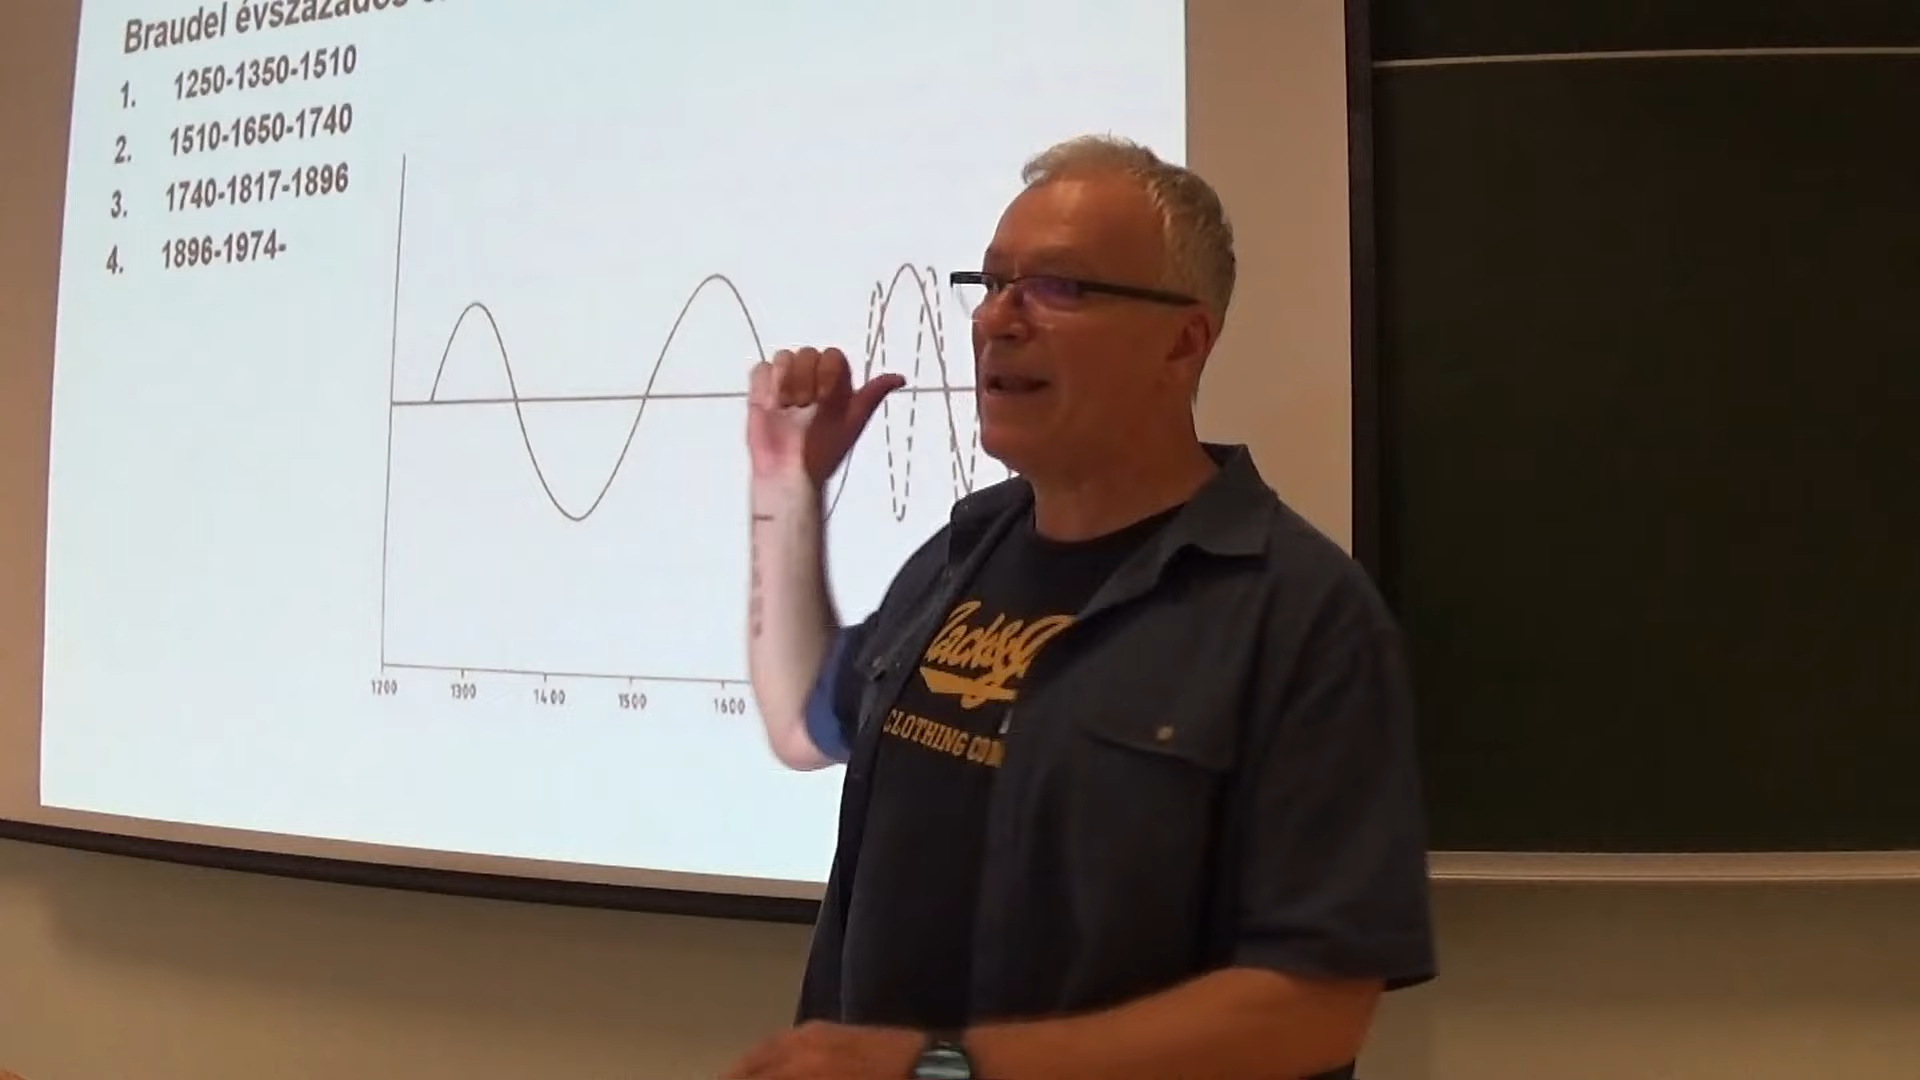 Braudel évszázados
1. 1250-1350-1510
2. 1510-1650-1740
3. 1740-1817-1896
4. 1896-1974-
1200 1300 1400 1500 1600
CLOTHING